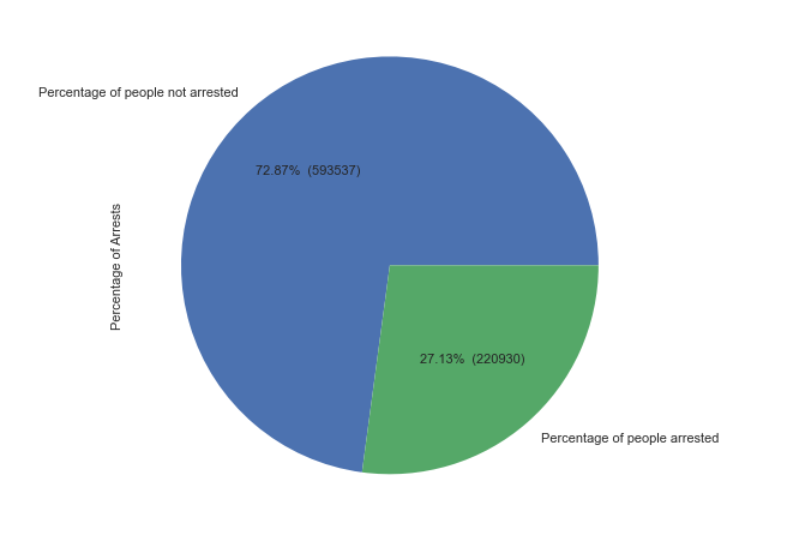 Percentage of people not arrested
72.87% (593537)
Percentage of Arrests
27.13% (220930)
Percentage of people arrested